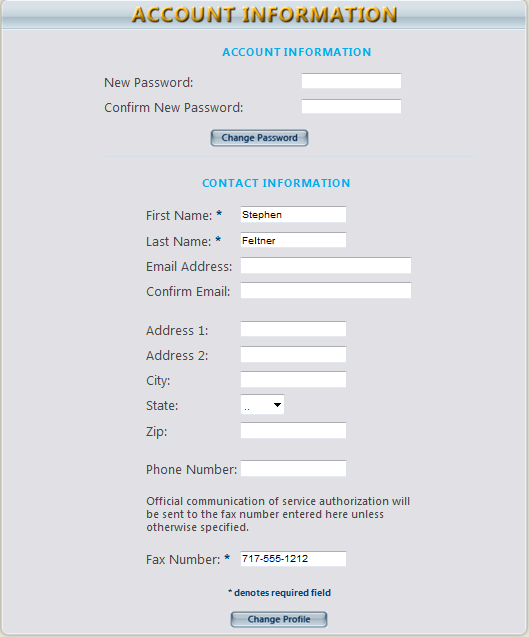 ACCOUNT INFORMATION
ACCOUNT INFORMATION
New Password:
Confirm New Password:
Change Password
CONTACT INFORMATION
First Name: * Stephen
Last Name: * Feltner
Email Address:
Confirm Email:
Address 1:
Address 2:
City:
State: ..
Zip:
Phone Number:
Official communication of service authorization will
be sent to the fax number entered here unless
otherwise specified.
Fax Number: * 717-555-1212
* denotes required field
Change Profile